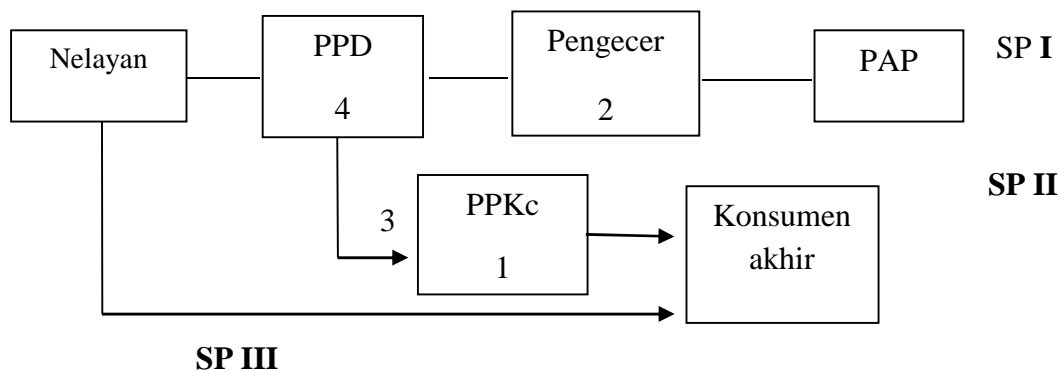 Nelayan
PPD
4
Pengecer
2
PAP
SP I
SP II
3
PPKc
1
Konsumen
akhir
SP III